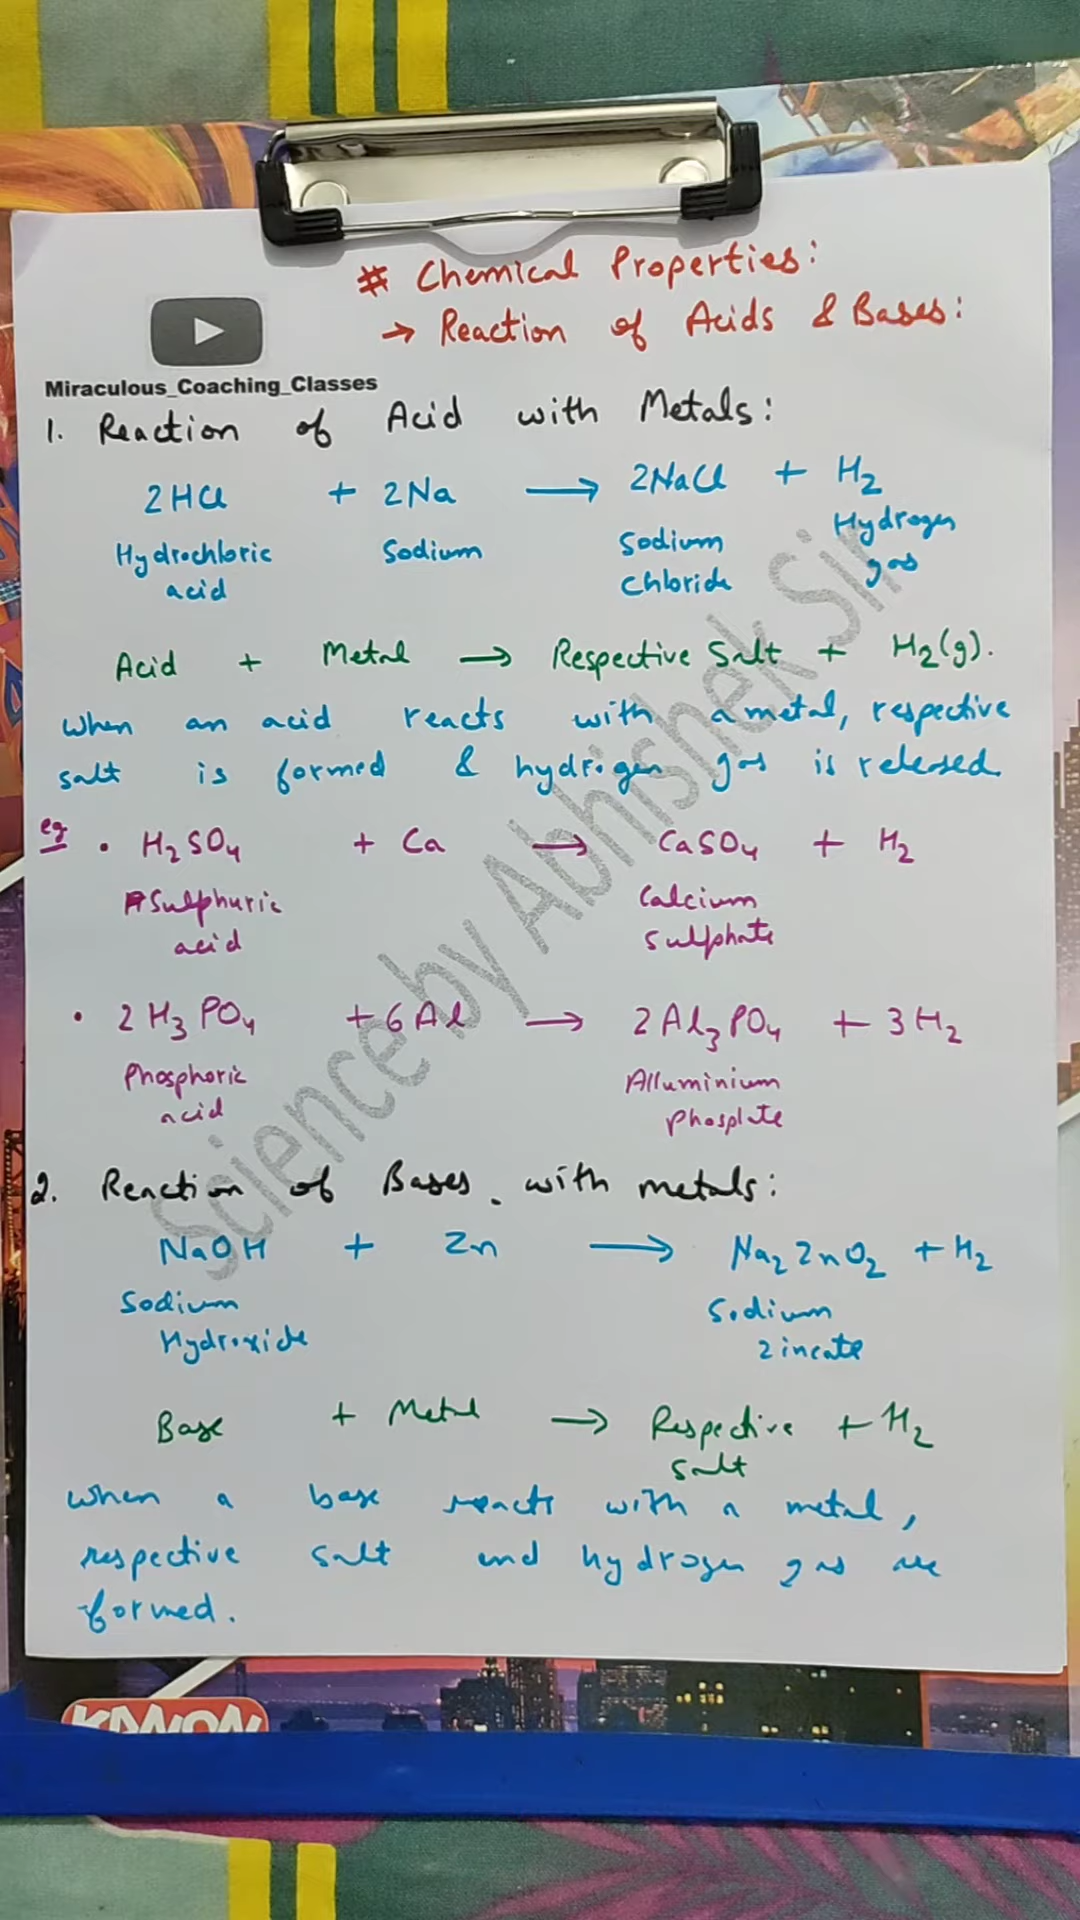 # Chemical Properties:
→ Reaction of Acids & Bases:
Miraculous_Coaching_Classes
1. Reaction of Acid with Metals:
2HCl + 2Na ⟶ 2NaCl + H₂
Hydrochloric acid Sodium Sodium chloride Hydrogen gas
Acid + Metal ⟶ Respective Salt + H₂(g).
When an acid reacts with a metal, respective
salt is formed & hydrogen gas is released.
eg • H₂SO₄ + Ca ⟶ CaSO₄ + H₂
Sulphuric acid Calcium sulphate
• 2H₃PO₄ + 6Al ⟶ 2Al₃PO₄ + 3H₂
Phosphoric acid Alluminium phosphate
2. Reaction of Bases. with metals:
NaOH + Zn ⟶ Na₂ZnO₂ + H₂
Sodium Hydroxide Sodium zincate
Base + Metal ⟶ Respective salt + H₂
When a base reacts with a metal,
respective salt and hydrogen gas are
formed.
Science by Abhishek Sir